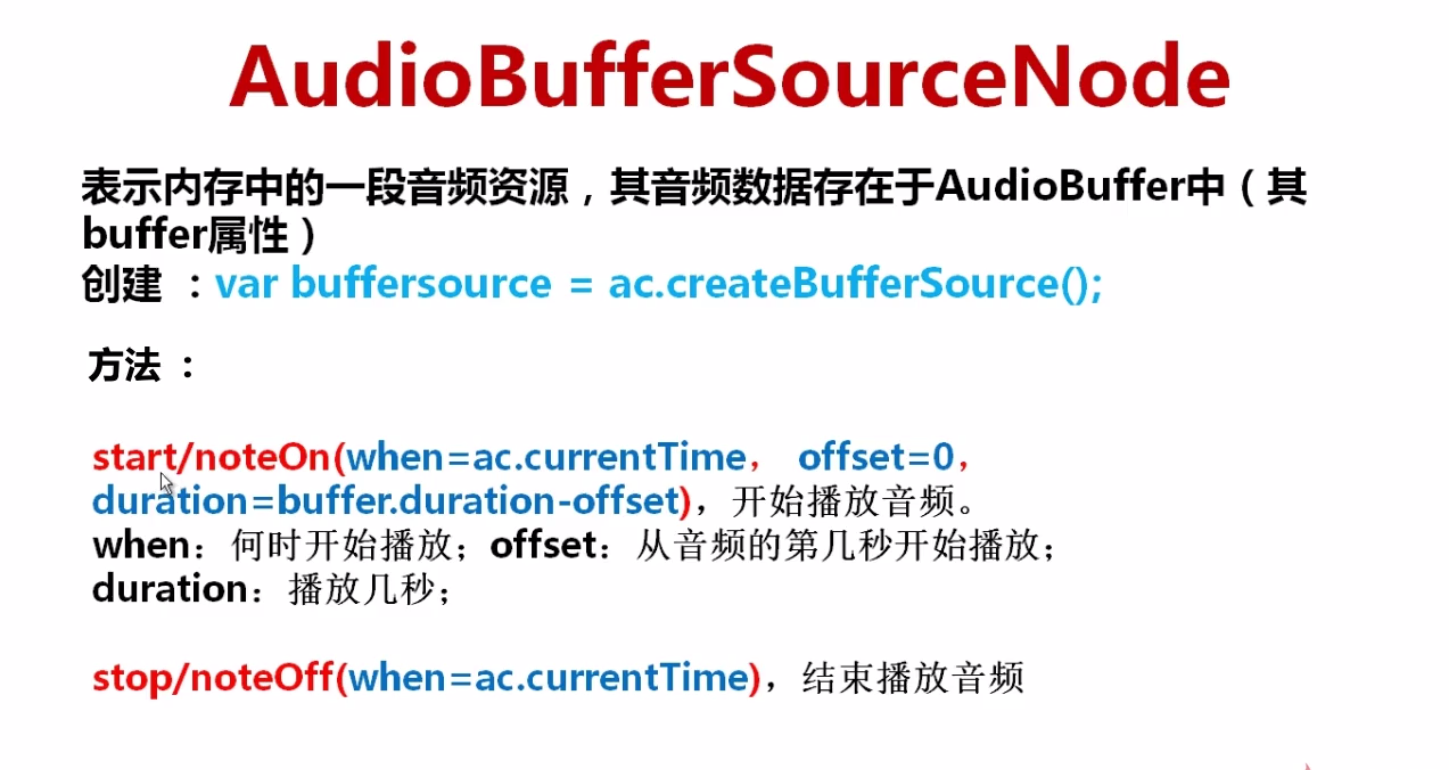 AudioBufferSourceNode
表示内存中的一段音频资源，其音频数据存在于AudioBuffer中（其
buffer属性）
创建 ：var buffersource = ac.createBufferSource();
方法 ：
start/noteOn(when=ac.currentTime， offset=0，
duration=buffer.duration-offset)，开始播放音频。
when：何时开始播放；offset：从音频的第几秒开始播放；
duration：播放几秒；
stop/noteOff(when=ac.currentTime)，结束播放音频